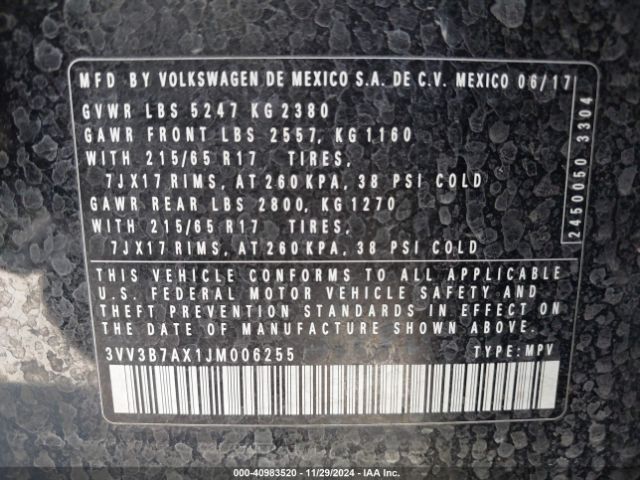 MFD BY VOLKSWAGEN DE MEXICO S.A. DE C.V. MEXICO 06/17
GVWR LBS 5247 KG 2380
GAWR FRONT LBS 2557, KG 1160
WITH 215/65 R17 TIRES,
7JX17 RIMS, AT 260 KPA, 38 PSI COLD
GAWR REAR LBS 2800, KG 1270
WITH 215/65 R17 TIRES,
7JX17 RIMS, AT 260 KPA, 38 PSI COLD
2450050 3304
THIS VEHICLE CONFORMS TO ALL APPLICABLE
U.S. FEDERAL MOTOR VEHICLE SAFETY AND
THEFT PREVENTION STANDARDS IN EFFECT ON
THE DATE OF MANUFACTURE SHOWN ABOVE.
3VV3B7AX1JM006255 TYPE: MPV
000-40983520 - 11/29/2024 - IAA Inc.